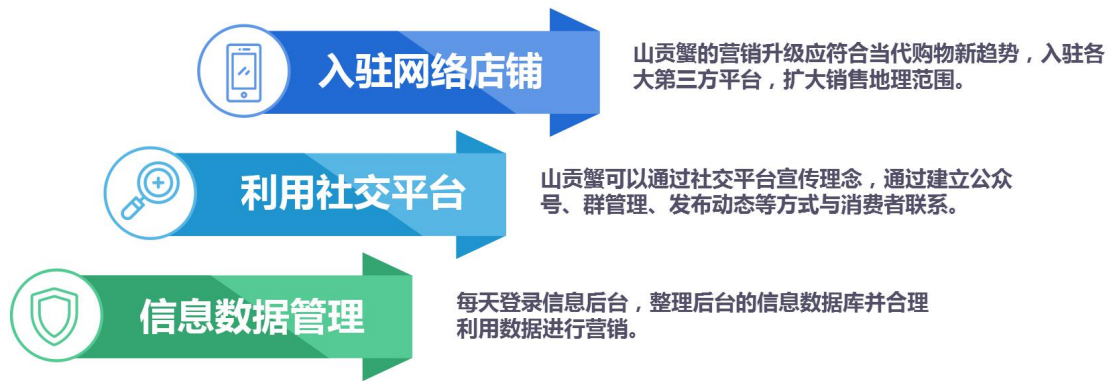 入驻网络店铺
山贡蟹的营销升级应符合当代购物新趋势，入驻各
大第三方平台，扩大销售地理范围。
利用社交平台
山贡蟹可以通过社交平台宣传理念，通过建立公众
号、群管理、发布动态等方式与消费者联系。
信息数据管理
每天登录信息后台，整理后台的信息数据库并合理
利用数据进行营销。